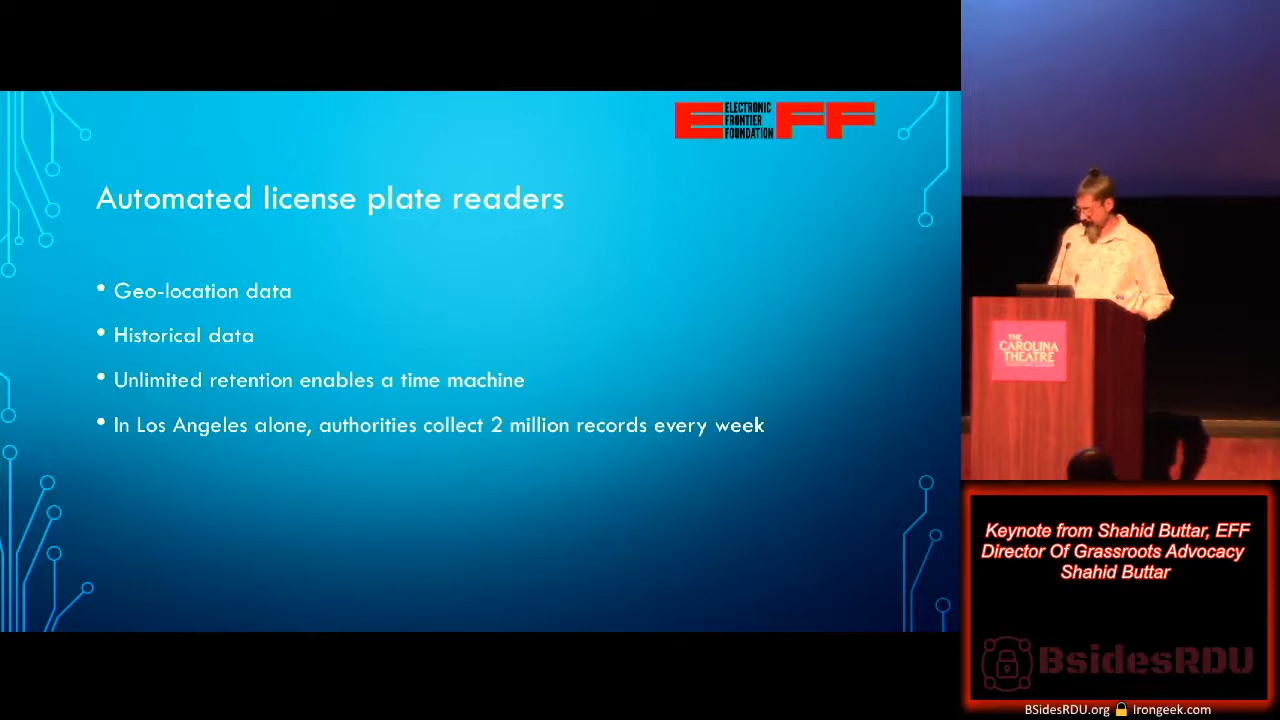 EFF
ELECTRONIC
FRONTIER
FOUNDATION
Automated license plate readers
• Geo-location data
• Historical data
• Unlimited retention enables a time machine
• In Los Angeles alone, authorities collect 2 million records every week
THE
CAROLINA
THEATRE
Keynote from Shahid Buttar, EFF
Director Of Grassroots Advocacy
Shahid Buttar
BsidesRDU
BSidesRDU.org 🔒 Irongeek.com